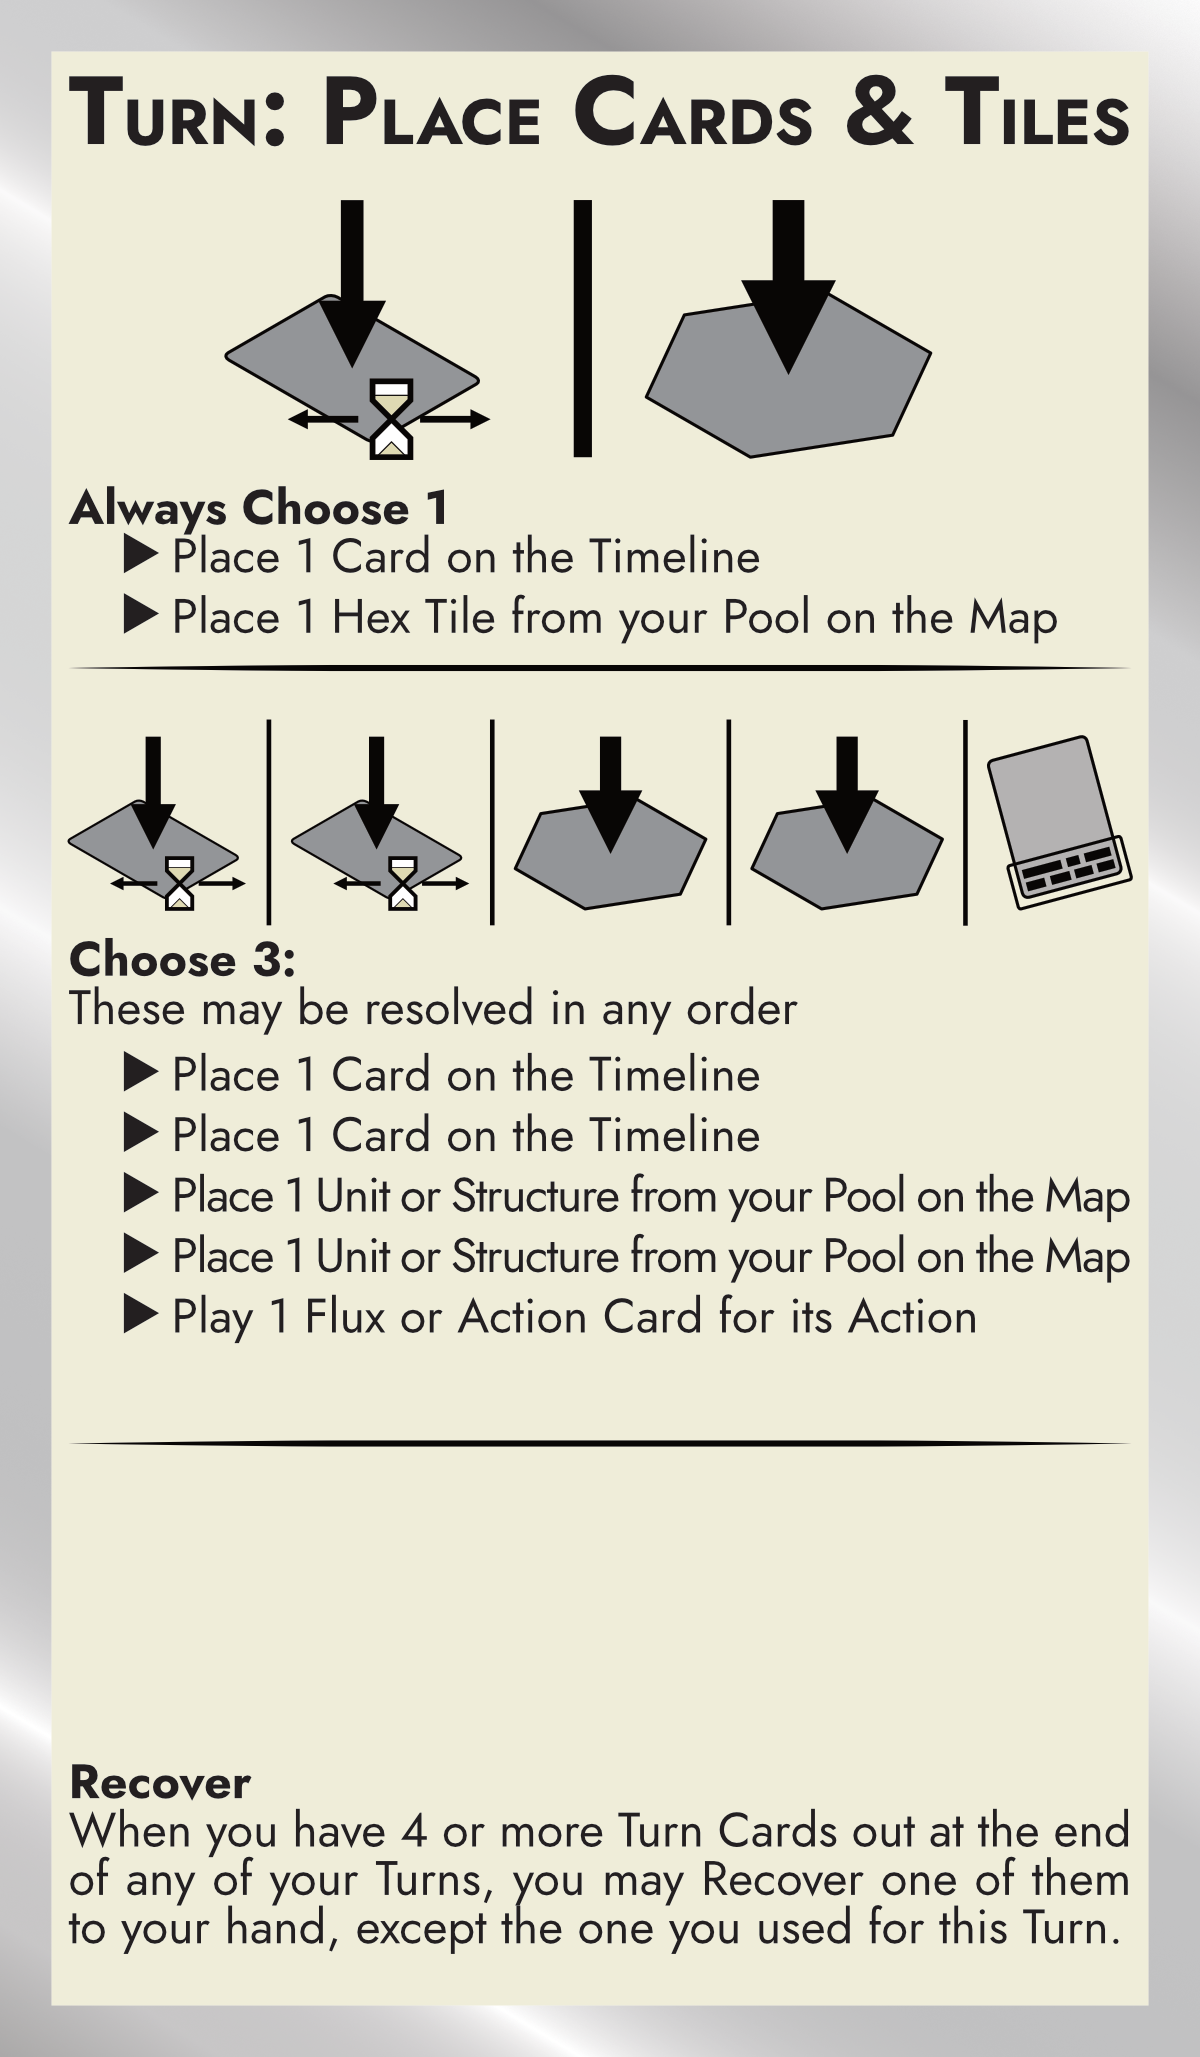 Turn: Place Cards & Tiles
Always Choose 1
▶ Place 1 Card on the Timeline
▶ Place 1 Hex Tile from your Pool on the Map
Choose 3:
These may be resolved in any order
▶ Place 1 Card on the Timeline
▶ Place 1 Card on the Timeline
▶ Place 1 Unit or Structure from your Pool on the Map
▶ Place 1 Unit or Structure from your Pool on the Map
▶ Play 1 Flux or Action Card for its Action
Recover
When you have 4 or more Turn Cards out at the end
of any of your Turns, you may Recover one of them
to your hand, except the one you used for this Turn.